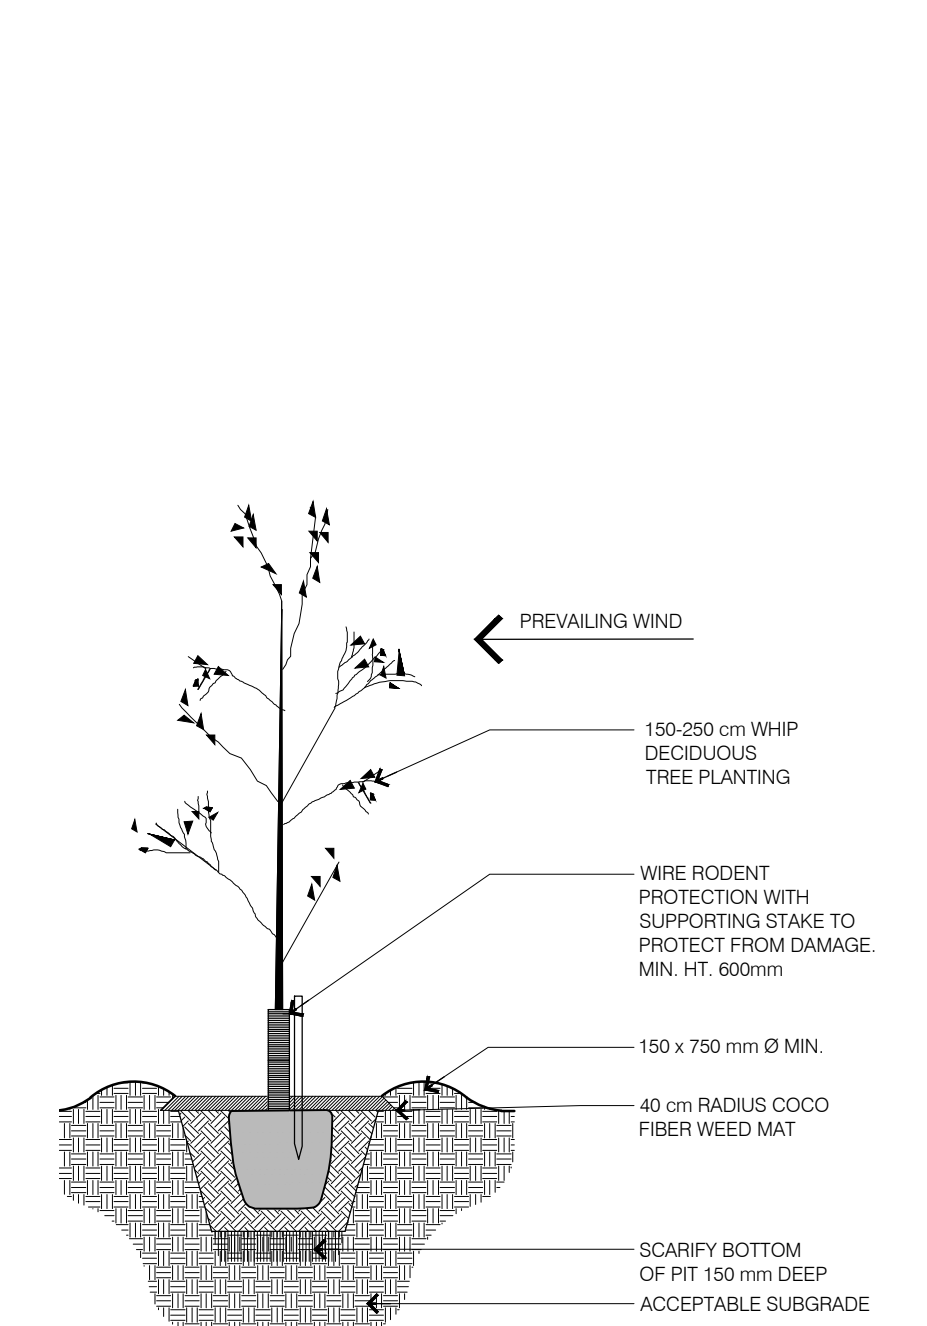 PREVAILING WIND
150-250 cm WHIP
DECIDUOUS
TREE PLANTING
WIRE RODENT
PROTECTION WITH
SUPPORTING STAKE TO
PROTECT FROM DAMAGE.
MIN. HT. 600mm
150 x 750 mm Ø MIN.
40 cm RADIUS COCO
FIBER WEED MAT
SCARIFY BOTTOM
OF PIT 150 mm DEEP
ACCEPTABLE SUBGRADE